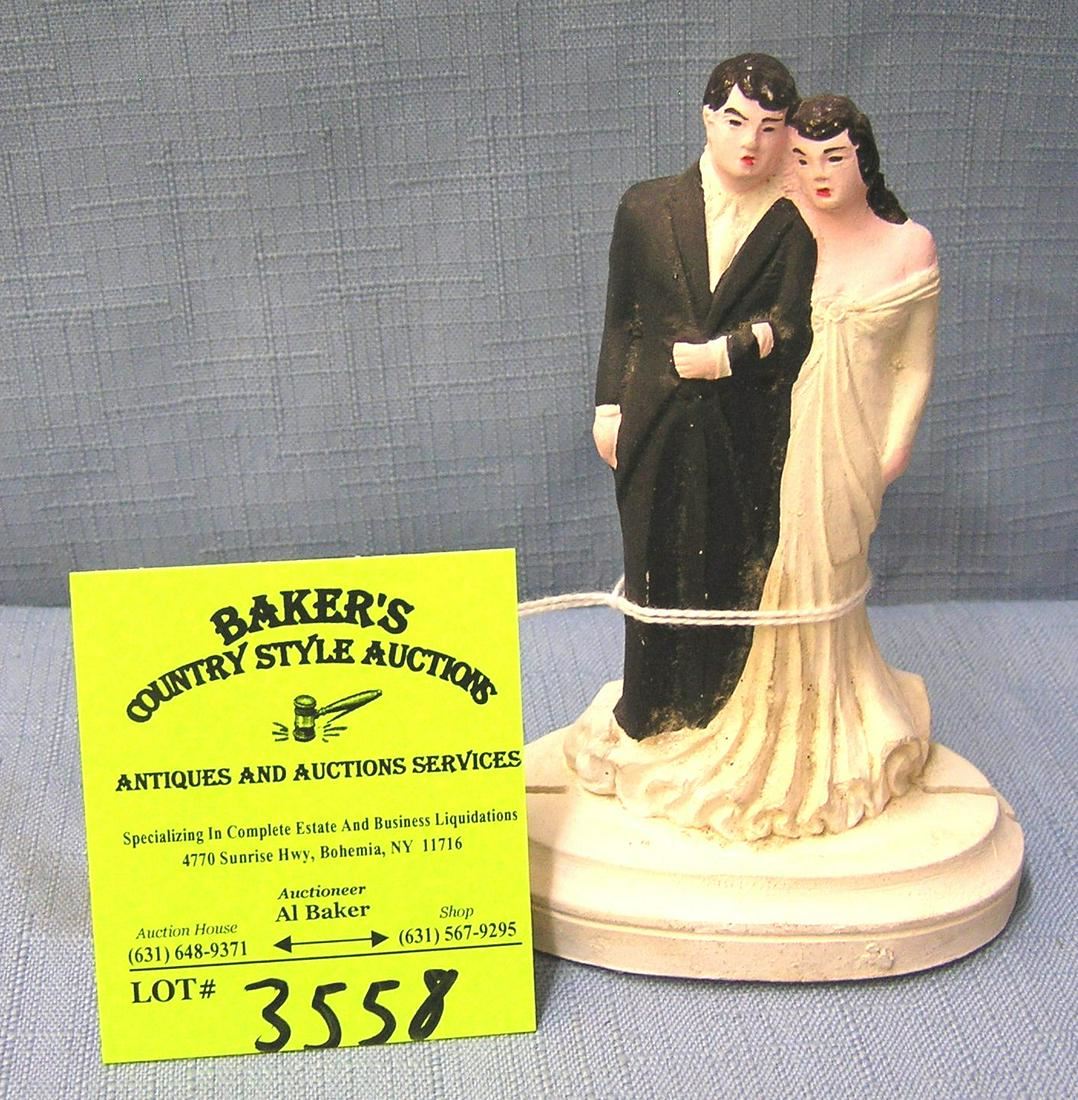 BAKER'S
COUNTRY STYLE AUCTIONS
ANTIQUES AND AUCTIONS SERVICES
Specializing In Complete Estate And Business Liquidations
4770 Sunrise Hwy, Bohemia, NY 11716
Auctioneer
Al Baker
Auction House
(631) 648-9371
Shop
(631) 567-9295
LOT# 3558